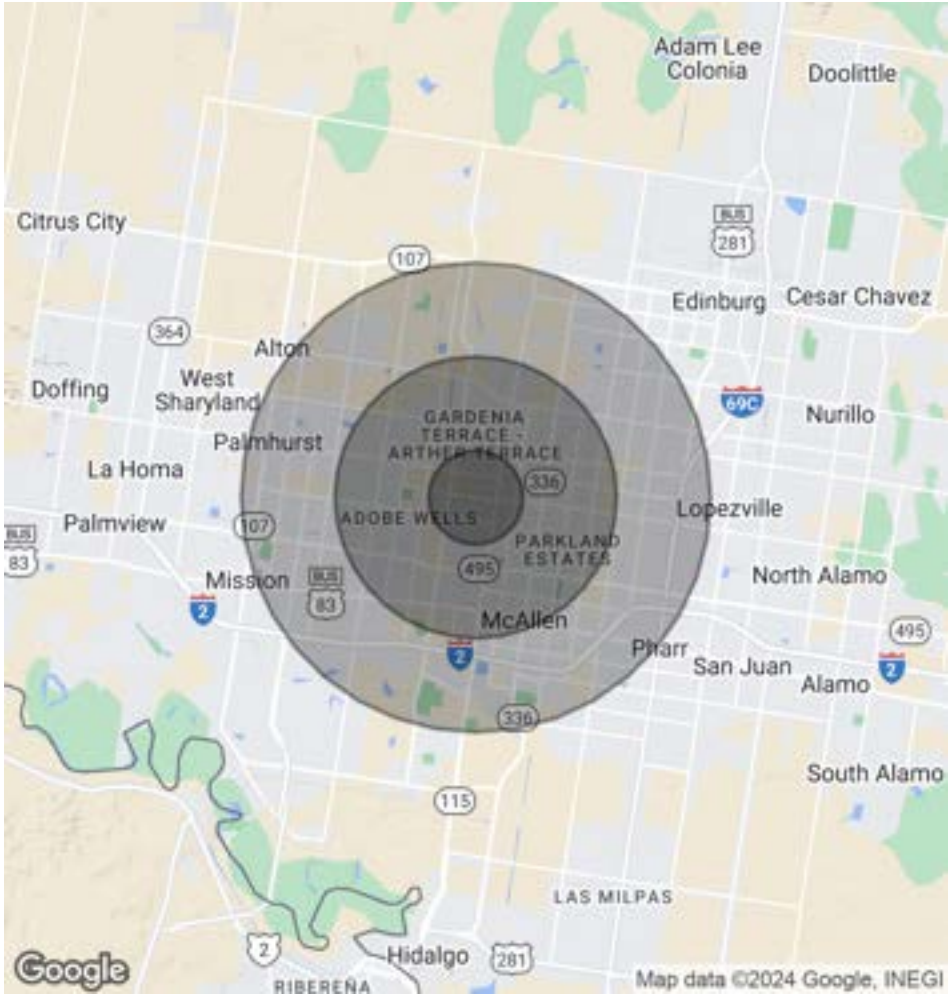 Adam Lee
Colonia
Doolittle
Citrus City
BUS
281
107
Edinburg
Cesar Chavez
364
Alton
Doffing
West
Sharyland
69C
GARDENIA
TERRACE -
ARTHER TERRACE
Nurillo
Palmhurst
La Homa
336
Lopezville
Palmview
107
ADOBE WELLS
BUS
83
PARKLAND
ESTATES
495
Mission
BUS
83
North Alamo
2
McAllen
495
2
Pharr
San Juan
2
Alamo
336
South Alamo
115
LAS MILPAS
2
Hidalgo
281
Google
RIBEREÑA
Map data ©2024 Google, INEGI